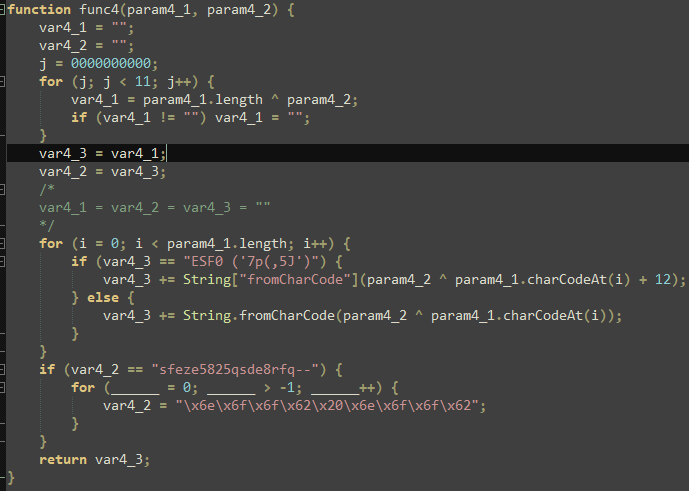 function func4(param4_1, param4_2) {
    var4_1 = "";
    var4_2 = "";
    j = 0000000000;
    for (j; j < 11; j++) {
        var4_1 = param4_1.length ^ param4_2;
        if (var4_1 != "") var4_1 = "";
    }
    var4_3 = var4_1;
    var4_2 = var4_3;
    /*
    var4_1 = var4_2 = var4_3 = ""
    */
    for (i = 0; i < param4_1.length; i++) {
        if (var4_3 == "ESF0 ('7p(,5J')") {
            var4_3 += String["fromCharCode"](param4_2 ^ param4_1.charCodeAt(i) + 12);
        } else {
            var4_3 += String.fromCharCode(param4_2 ^ param4_1.charCodeAt(i));
        }
    }
    if (var4_2 == "sfeze5825qsde8rfq--") {
        for (______ = 0; ______ > -1; ______++) {
            var4_2 = "\x6e\x6f\x6f\x62\x20\x6e\x6f\x6f\x62";
        }
    }
    return var4_3;
}